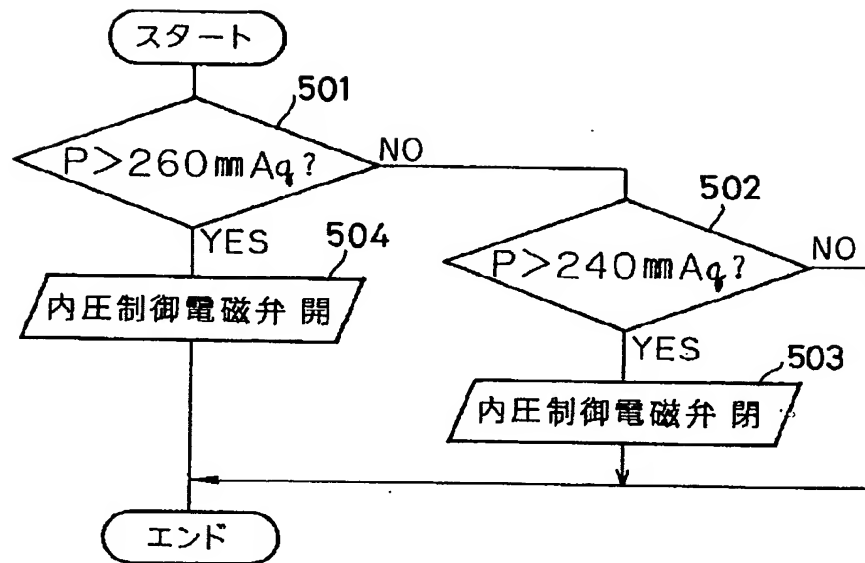 スタート
501
P>260㎜Aq?
NO
502
YES
P>240㎜Aq?
NO
504
内圧制御電磁弁 開
YES
503
内圧制御電磁弁 閉
エンド